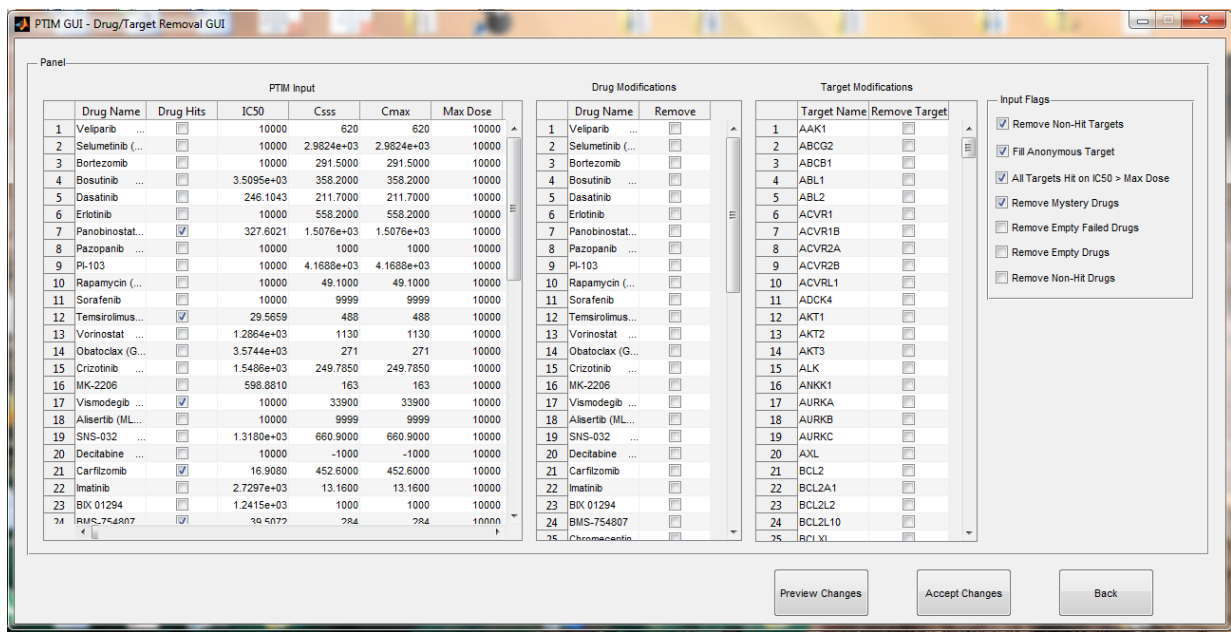 PTIM GUI - Drug/Target Removal GUI
Panel
PTIM Input
Drug Name Drug Hits IC50 Csss Cmax Max Dose
1 Veliparib ... 10000 620 620 10000
2 Selumetinib (... 10000 2.9824e+03 2.9824e+03 10000
3 Bortezomib 10000 291.5000 291.5000 10000
4 Bosutinib ... 3.5095e+03 358.2000 358.2000 10000
5 Dasatinib 246.1043 211.7000 211.7000 10000
6 Erlotinib 10000 558.2000 558.2000 10000
7 Panobinostat... 327.6021 1.5076e+03 1.5076e+03 10000
8 Pazopanib ... 10000 1000 1000 10000
9 PI-103 10000 4.1688e+03 4.1688e+03 10000
10 Rapamycin (... 10000 49.1000 49.1000 10000
11 Sorafenib 10000 9999 9999 10000
12 Temsirolimus... 29.5659 488 488 10000
13 Vorinostat ... 1.2864e+03 1130 1130 10000
14 Obatoclax (G... 3.5744e+03 271 271 10000
15 Crizotinib ... 1.5486e+03 249.7850 249.7850 10000
16 MK-2206 598.8810 163 163 10000
17 Vismodegib ... 10000 33900 33900 10000
18 Alisertib (ML... 10000 9999 9999 10000
19 SNS-032 ... 1.3180e+03 660.9000 660.9000 10000
20 Decitabine ... 10000 -1000 -1000 10000
21 Carfilzomib 16.9080 452.6000 452.6000 10000
22 Imatinib 2.7297e+03 13.1600 13.1600 10000
23 BIX 01294 1.2415e+03 1000 1000 10000
24 BMS-754807 39.5072 284 284 10000
Drug Modifications
Drug Name Remove
1 Veliparib ...
2 Selumetinib (...
3 Bortezomib
4 Bosutinib ...
5 Dasatinib
6 Erlotinib
7 Panobinostat...
8 Pazopanib ...
9 PI-103
10 Rapamycin (...
11 Sorafenib
12 Temsirolimus...
13 Vorinostat ...
14 Obatoclax (G...
15 Crizotinib ...
16 MK-2206
17 Vismodegib ...
18 Alisertib (ML...
19 SNS-032 ...
20 Decitabine ...
21 Carfilzomib
22 Imatinib
23 BIX 01294
24 BMS-754807
25
Target Modifications
Target Name Remove Target
1 AAK1
2 ABCG2
3 ABCB1
4 ABL1
5 ABL2
6 ACVR1
7 ACVR1B
8 ACVR2A
9 ACVR2B
10 ACVRL1
11 ADCK4
12 AKT1
13 AKT2
14 AKT3
15 ALK
16 ANKK1
17 AURKA
18 AURKB
19 AURKC
20 AXL
21 BCL2
22 BCL2A1
23 BCL2L2
24 BCL2L10
25
Input Flags
Remove Non-Hit Targets
Fill Anonymous Target
All Targets Hit on IC50 > Max Dose
Remove Mystery Drugs
Remove Empty Failed Drugs
Remove Empty Drugs
Remove Non-Hit Drugs
Preview Changes Accept Changes Back